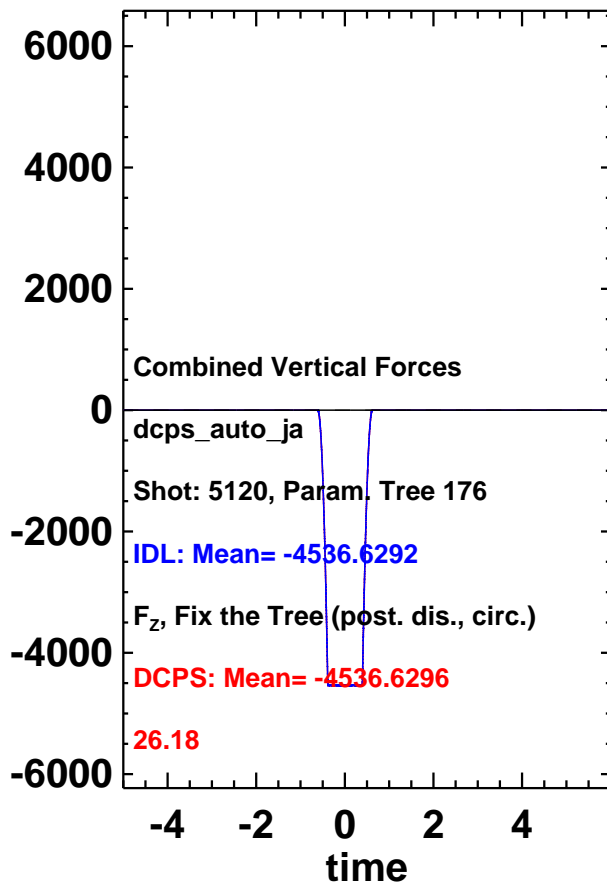 6000
4000
2000
Combined Vertical Forces
0
dcps_auto_ja
Shot: 5120, Param. Tree 176
-2000
IDL: Mean= -4536.6292
F_Z, Fix the Tree (post. dis., circ.)
-4000
DCPS: Mean= -4536.6296
26.18
-6000
-4 -2 0 2 4
time